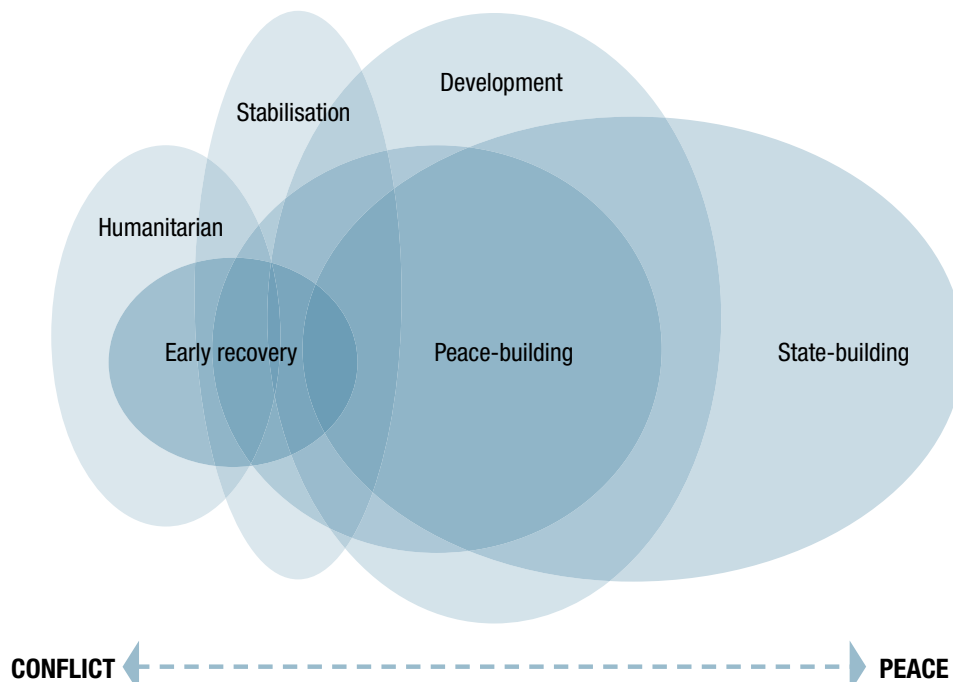 Development
Stabilisation
Humanitarian
Early recovery
Peace-building
State-building
CONFLICT
PEACE